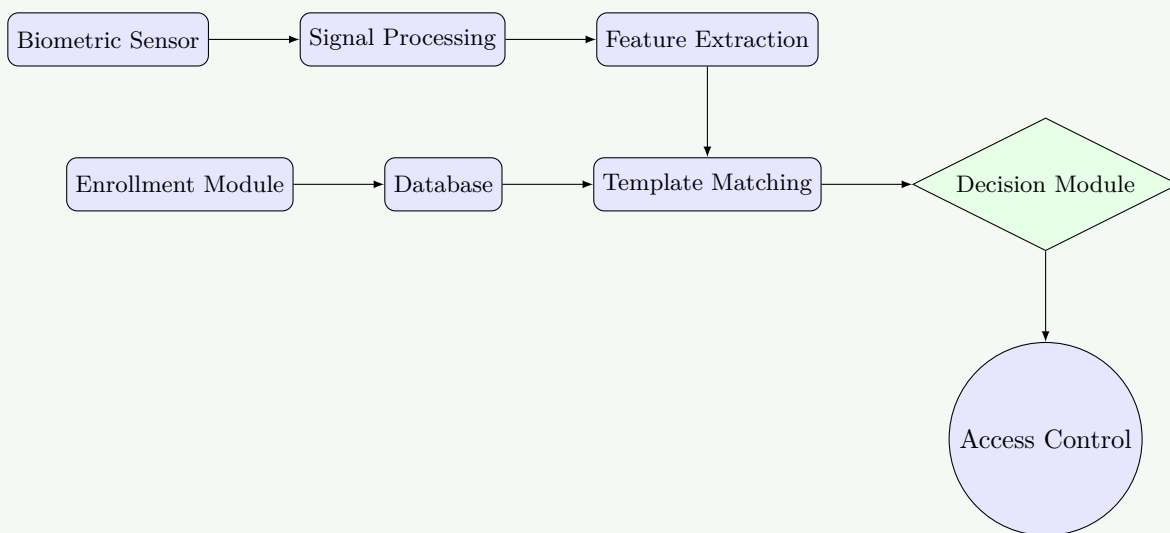 Biometric Sensor
Signal Processing
Feature Extraction
Enrollment Module
Database
Template Matching
Decision Module
Access Control